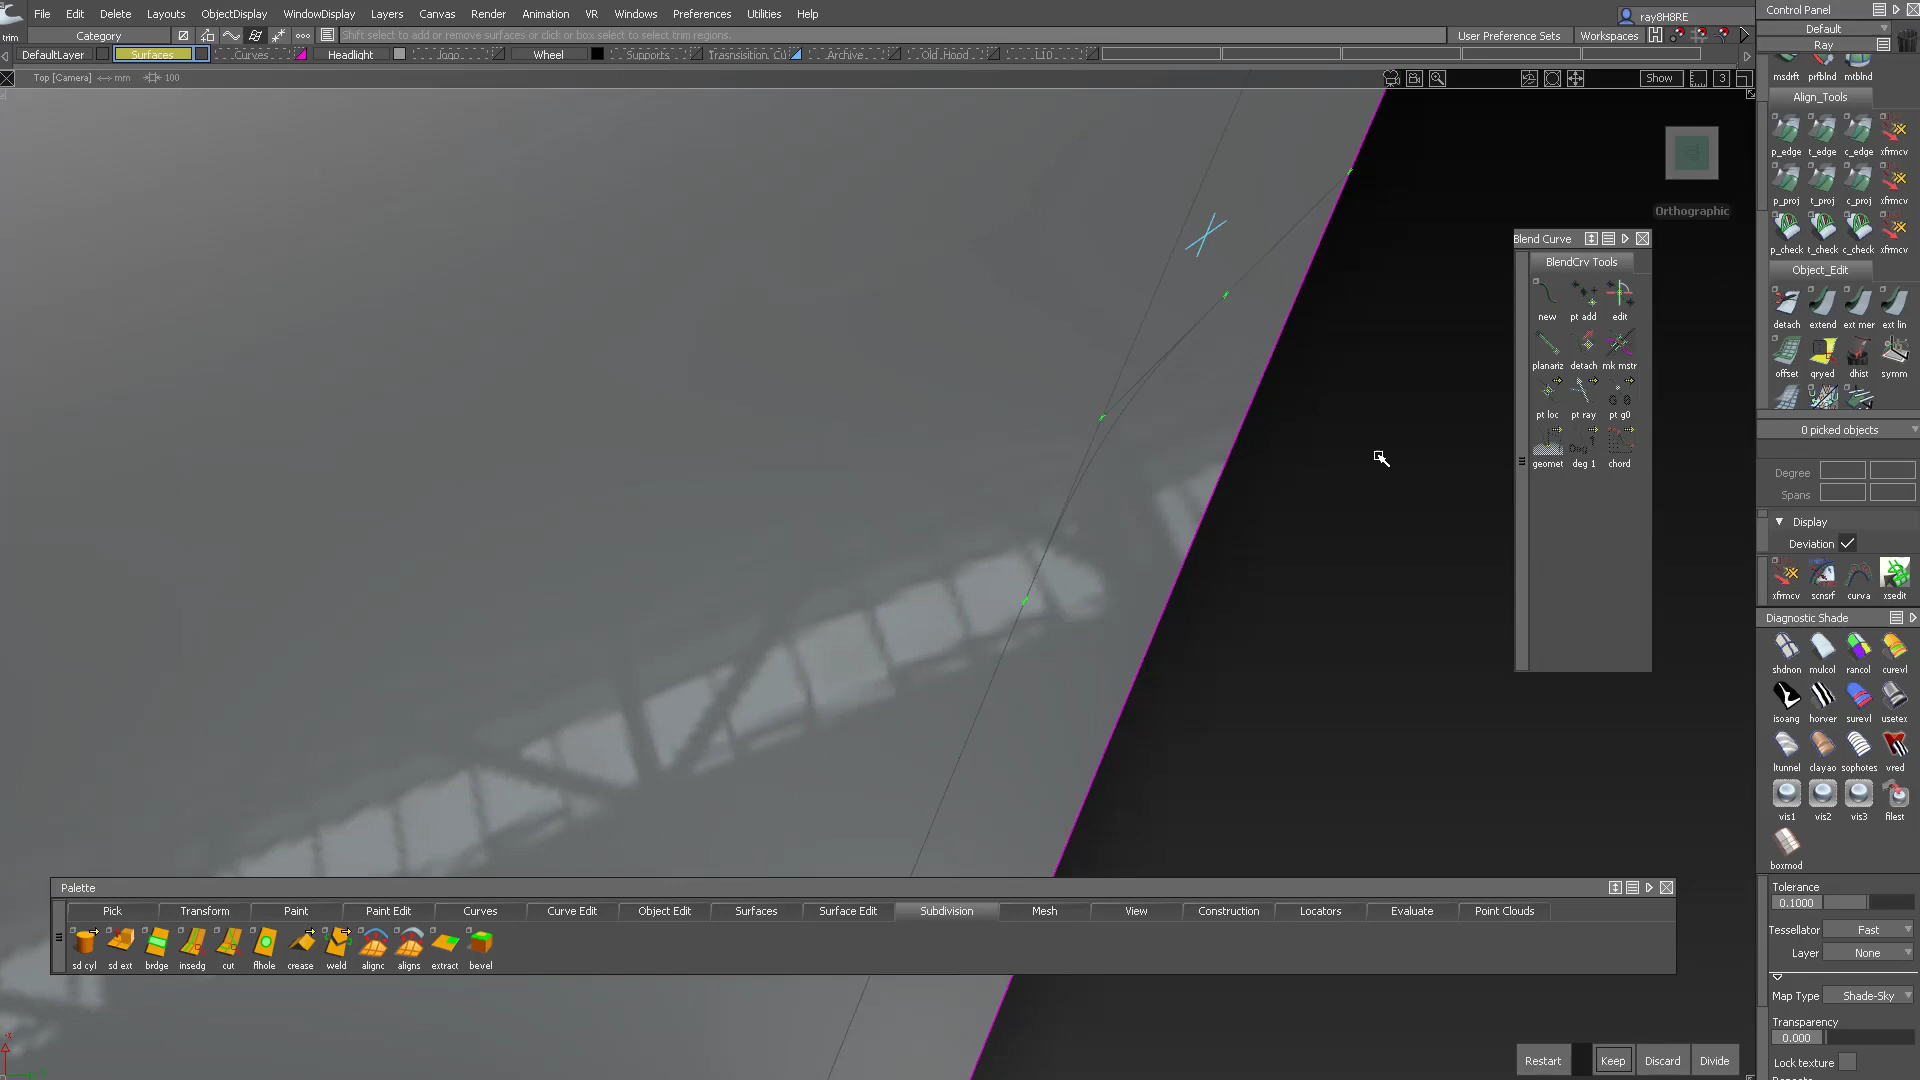 File Edit Delete Layouts ObjectDisplay WindowDisplay Layers Canvas Render Animation VR Windows Preferences Utilities Help
ray8H8RE
trim Category Shift select to add or remove surfaces or click or box select to select trim regions. User Preference Sets Workspaces
DefaultLayer Surfaces Curves Headlight Wheel Supports Archive Old_Hood
Top [Camera] mm 100 Show 3
Orthographic
Blend Curve
BlendCrv Tools
new pt add edit
planariz detach mk mstr
pt loc pt ray pt g0
geomet deg 1 chord
Palette
Pick Transform Paint Paint Edit Curves Curve Edit Object Edit Surfaces Surface Edit Subdivision Mesh View Construction Locators Evaluate Point Clouds
sd cyl sd ext brdge insedg cut flhole crease weld alignc aligns extract bevel
Restart Keep Discard Divide
Control Panel
Default
Ray
msdrft prfblnd mtblnd
Align_Tools
p_edge t_edge c_edge xfrmcv
p_proj t_proj c_proj xfrmcv
p_check t_check c_check xfrmcv
Object_Edit
detach extend ext mer ext lin
offset qryed dhist symm
0 picked objects
Degree
Spans
Display
Deviation
xfrmcv scnsrf curva xsedit
Diagnostic Shade
shdnon mulcol rancol curevl
isoang horver surevl usetex
ltunnel clayao sophotes vred
vis1 vis2 vis3 filest
boxmod
Tolerance
0.1000
Tessellator Fast
Layer None
Map Type Shade-Sky
Transparency
0.000
Lock texture